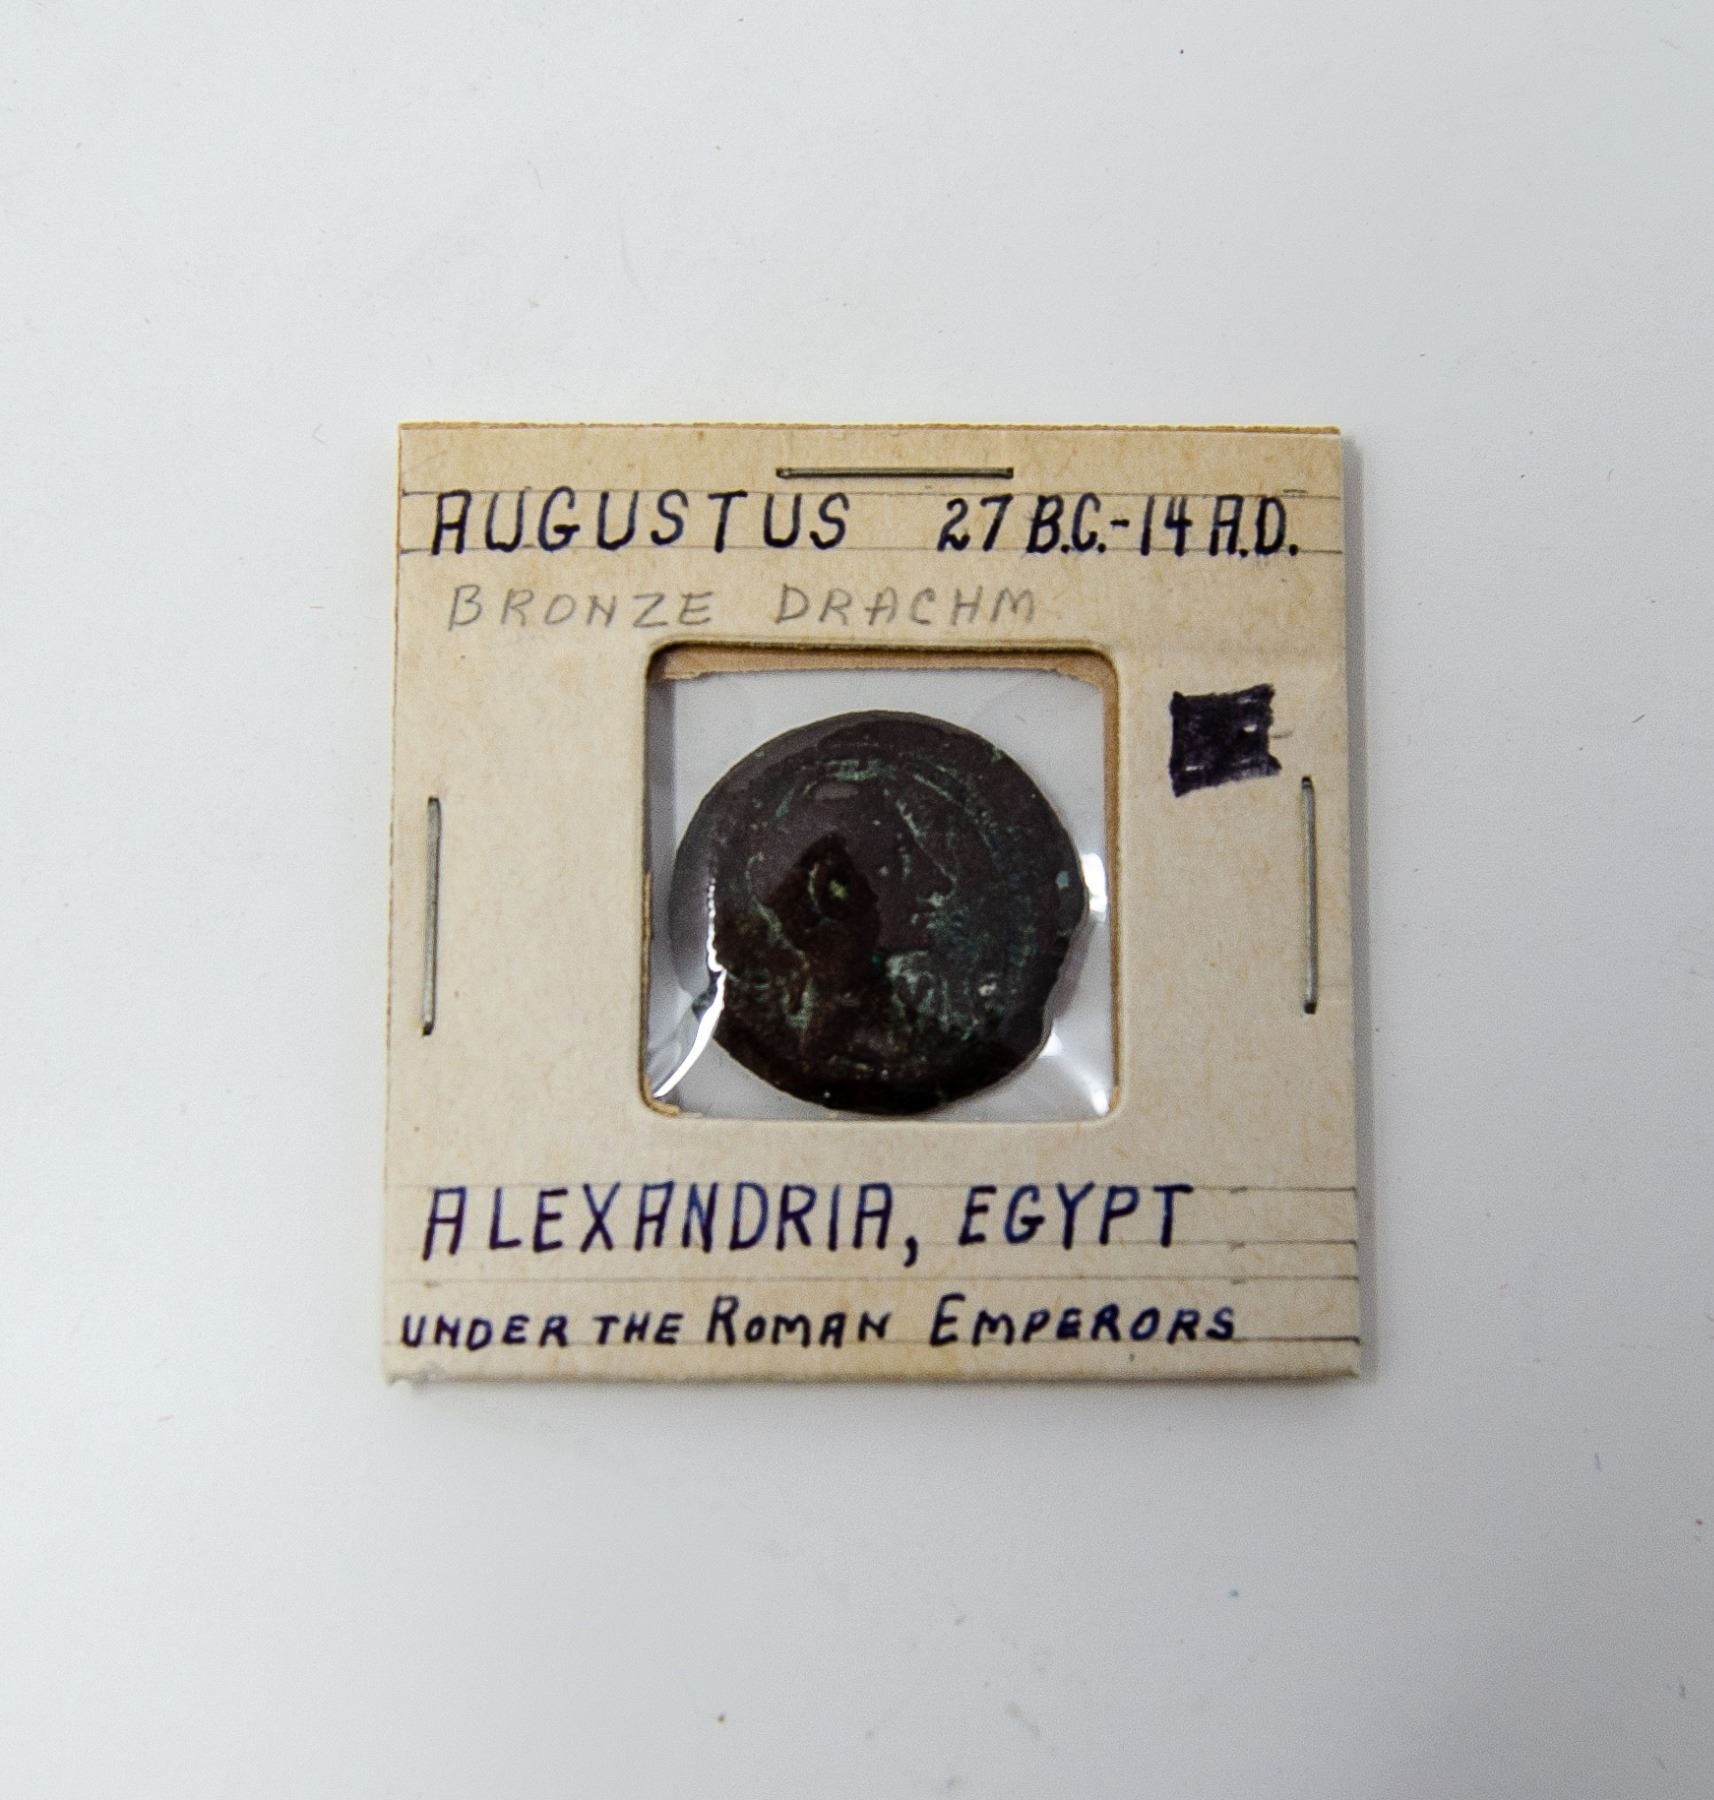 AUGUSTUS 27 B.C.-14 A.D.
BRONZE DRACHM
ALEXANDRIA, EGYPT
UNDER THE ROMAN EMPERORS